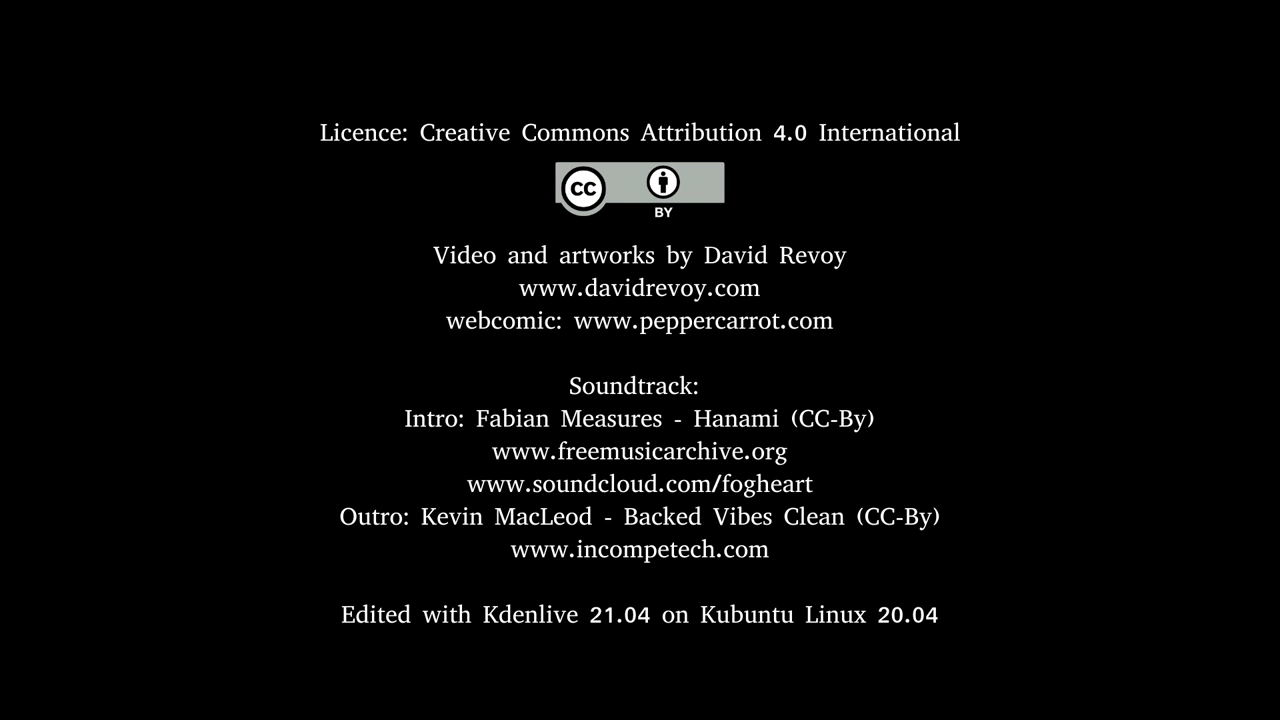 Licence: Creative Commons Attribution 4.0 International
CC
BY
Video and artworks by David Revoy
www.davidrevoy.com
webcomic: www.peppercarrot.com
Soundtrack:
Intro: Fabian Measures - Hanami (CC-By)
www.freemusicarchive.org
www.soundcloud.com/fogheart
Outro: Kevin MacLeod - Backed Vibes Clean (CC-By)
www.incompetech.com
Edited with Kdenlive 21.04 on Kubuntu Linux 20.04